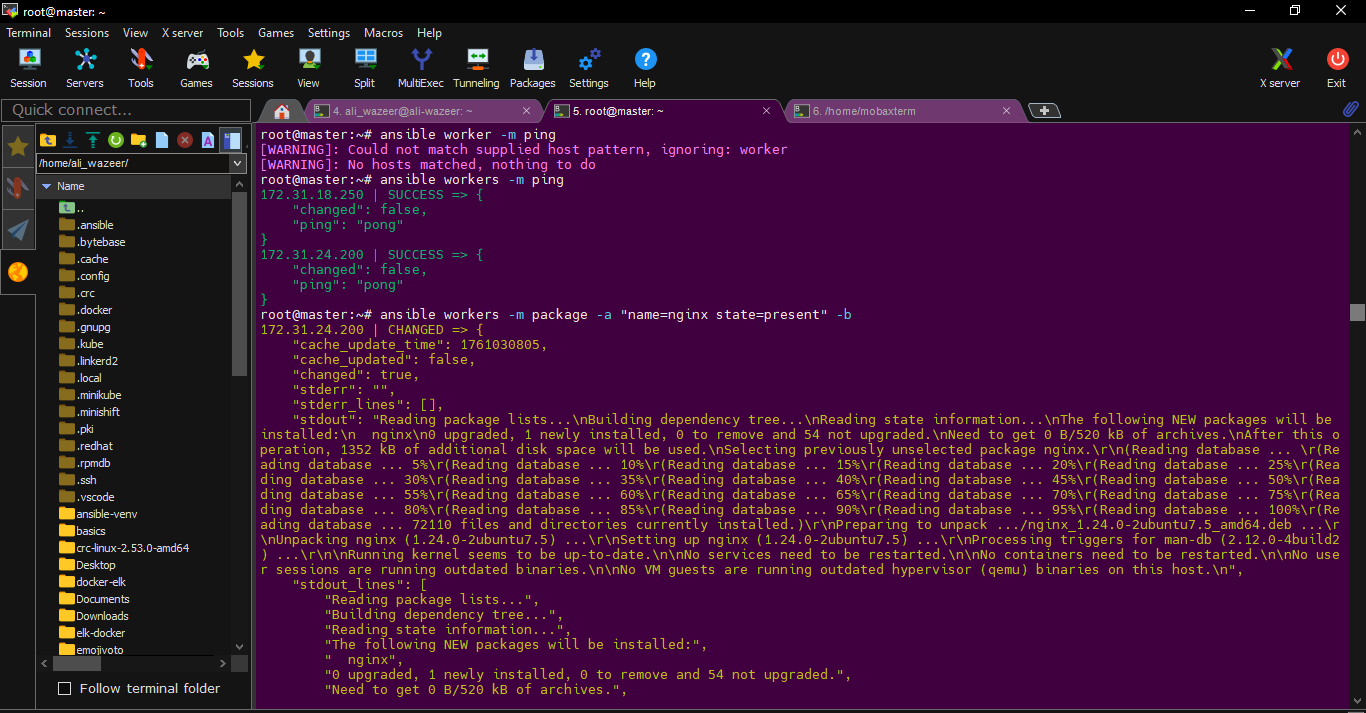 root@master: ~
Terminal Sessions View X server Tools Games Settings Macros Help
Session Servers Tools Games Sessions View Split MultiExec Tunneling Packages Settings Help X server Exit
Quick connect...
4. ali_wazeer@ali-wazeer: ~
5. root@master: ~
6. /home/mobaxterm
/home/ali_wazeer/
Name
..
.ansible
.bytebase
.cache
.config
.crc
.docker
.gnupg
.kube
.linkerd2
.local
.minikube
.minishift
.pki
.redhat
.rpmdb
.ssh
.vscode
ansible-venv
basics
crc-linux-2.53.0-amd64
Desktop
docker-elk
Documents
Downloads
elk-docker
emojivoto
Follow terminal folder
root@master:~# ansible worker -m ping
[WARNING]: Could not match supplied host pattern, ignoring: worker
[WARNING]: No hosts matched, nothing to do
root@master:~# ansible workers -m ping
172.31.18.250 | SUCCESS => {
    "changed": false,
    "ping": "pong"
}
172.31.24.200 | SUCCESS => {
    "changed": false,
    "ping": "pong"
}
root@master:~# ansible workers -m package -a "name=nginx state=present" -b
172.31.24.200 | CHANGED => {
    "cache_update_time": 1761030805,
    "cache_updated": false,
    "changed": true,
    "stderr": "",
    "stderr_lines": [],
    "stdout": "Reading package lists...\nBuilding dependency tree...\nReading state information...\nThe following NEW packages will be
installed:\n  nginx\n0 upgraded, 1 newly installed, 0 to remove and 54 not upgraded.\nNeed to get 0 B/520 kB of archives.\nAfter this o
peration, 1352 kB of additional disk space will be used.\nSelecting previously unselected package nginx.\r\n(Reading database ... \r(Re
ading database ... 5%\r(Reading database ... 10%\r(Reading database ... 15%\r(Reading database ... 20%\r(Reading database ... 25%\r(Rea
ding database ... 30%\r(Reading database ... 35%\r(Reading database ... 40%\r(Reading database ... 45%\r(Reading database ... 50%\r(Rea
ding database ... 55%\r(Reading database ... 60%\r(Reading database ... 65%\r(Reading database ... 70%\r(Reading database ... 75%\r(Rea
ding database ... 80%\r(Reading database ... 85%\r(Reading database ... 90%\r(Reading database ... 95%\r(Reading database ... 100%\r(Re
ading database ... 72110 files and directories currently installed.)\r\nPreparing to unpack .../nginx_1.24.0-2ubuntu7.5_amd64.deb ...\r
\nUnpacking nginx (1.24.0-2ubuntu7.5) ...\r\nSetting up nginx (1.24.0-2ubuntu7.5) ...\r\nProcessing triggers for man-db (2.12.0-4build2
) ...\r\n\nRunning kernel seems to be up-to-date.\n\nNo services need to be restarted.\n\nNo containers need to be restarted.\n\nNo use
r sessions are running outdated binaries.\n\nNo VM guests are running outdated hypervisor (qemu) binaries on this host.\n",
    "stdout_lines": [
        "Reading package lists...",
        "Building dependency tree...",
        "Reading state information...",
        "The following NEW packages will be installed:",
        "  nginx",
        "0 upgraded, 1 newly installed, 0 to remove and 54 not upgraded.",
        "Need to get 0 B/520 kB of archives.",